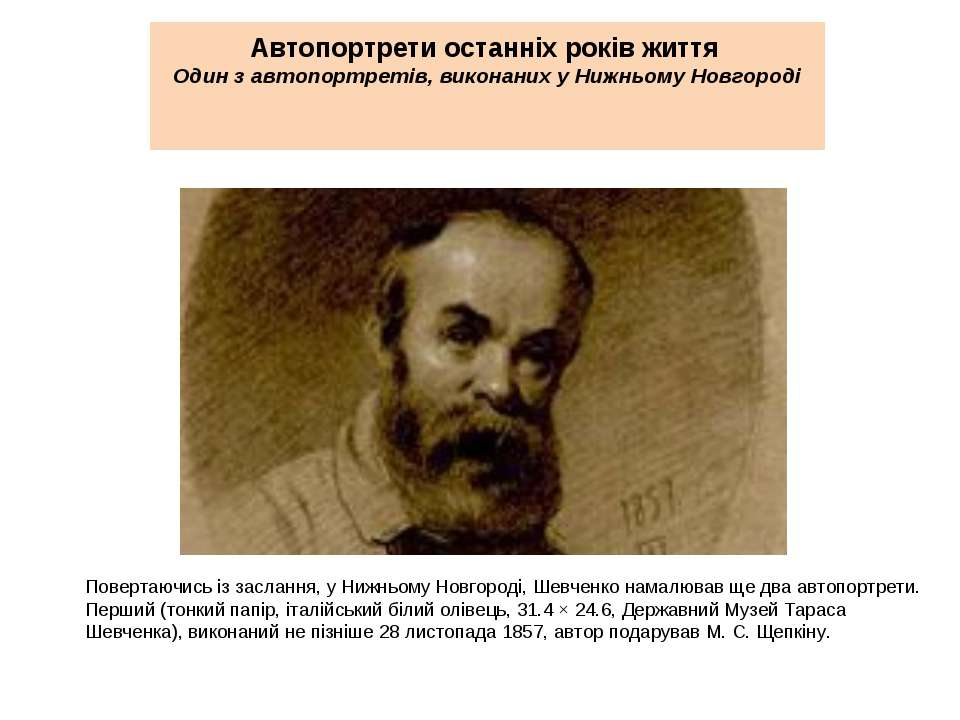 Автопортрети останніх років життя
Один з автопортретів, виконаних у Нижньому Новгороді
1857.
Повертаючись із заслання, у Нижньому Новгороді, Шевченко намалював ще два автопортрети.
Перший (тонкий папір, італійський білий олівець, 31.4 × 24.6, Державний Музей Тараса
Шевченка), виконаний не пізніше 28 листопада 1857, автор подарував М. С. Щепкіну.